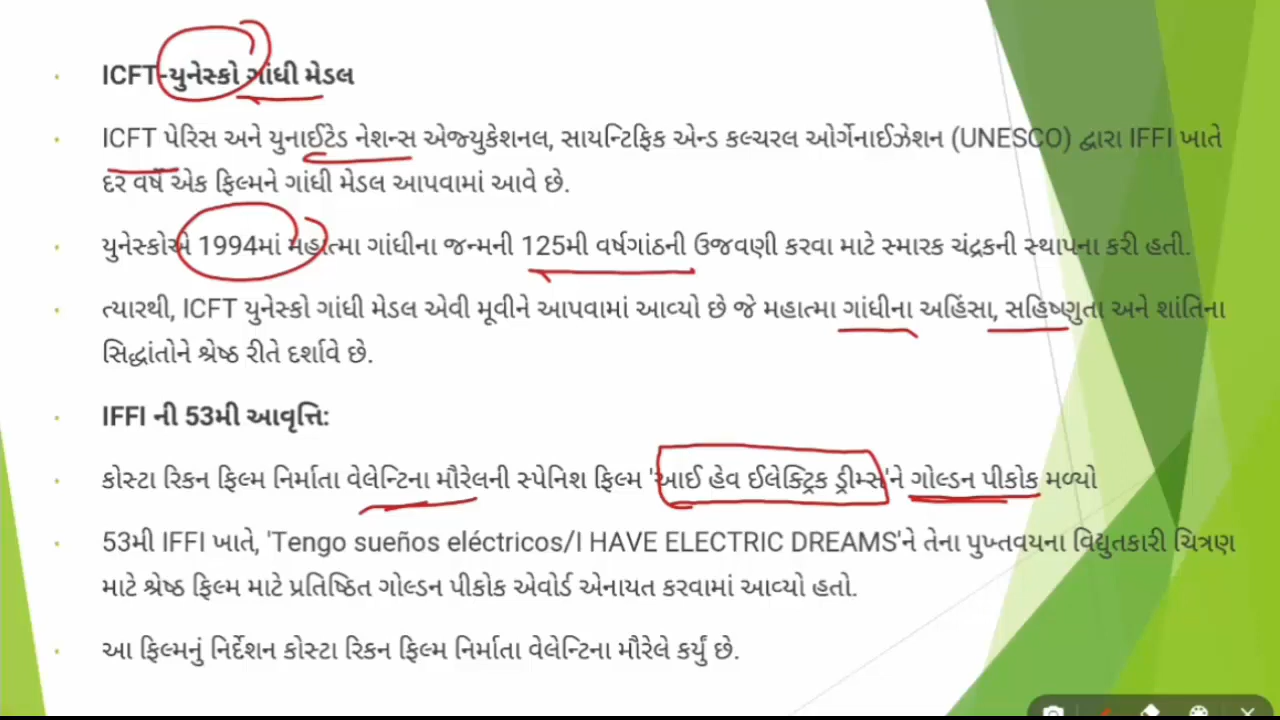 ICFT-યુનેસ્કો ગાંધી મેડલ
ICFT પેરિસ અને યુનાઈટેડ નેશન્સ એજ્યુકેશનલ, સાયન્ટિફિક એન્ડ કલ્ચરલ ઓર્ગેનાઈઝેશન (UNESCO) દ્વારા IFFI ખાતે
દર વર્ષે એક ફિલ્મને ગાંધી મેડલ આપવામાં આવે છે.
યુનેસ્કોએ 1994માં મહાત્મા ગાંધીના જન્મની 125મી વર્ષગાંઠની ઉજવણી કરવા માટે સ્મારક ચંદ્રકની સ્થાપના કરી હતી.
ત્યારથી, ICFT યુનેસ્કો ગાંધી મેડલ એવી મૂવીને આપવામાં આવ્યો છે જે મહાત્મા ગાંધીના અહિંસા, સહિષ્ણુતા અને શાંતિના
સિદ્ધાંતોને શ્રેષ્ઠ રીતે દર્શાવે છે.
IFFI ની 53મી આવૃત્તિ:
કોસ્ટા રિકન ફિલ્મ નિર્માતા વેલેન્ટિના મૌરેલની સ્પેનિશ ફિલ્મ 'આઈ હેવ ઈલેક્ટ્રિક ડ્રીમ્સ'ને ગોલ્ડન પીકોક મળ્યો
53મી IFFI ખાતે, 'Tengo sueños eléctricos/I HAVE ELECTRIC DREAMS'ને તેના પુખ્તવયના વિદ્યુતકારી ચિત્રણ
માટે શ્રેષ્ઠ ફિલ્મ માટે પ્રતિષ્ઠિત ગોલ્ડન પીકોક એવોર્ડ એનાયત કરવામાં આવ્યો હતો.
આ ફિલ્મનું નિર્દેશન કોસ્ટા રિકન ફિલ્મ નિર્માતા વેલેન્ટિના મૌરેલે કર્યું છે.